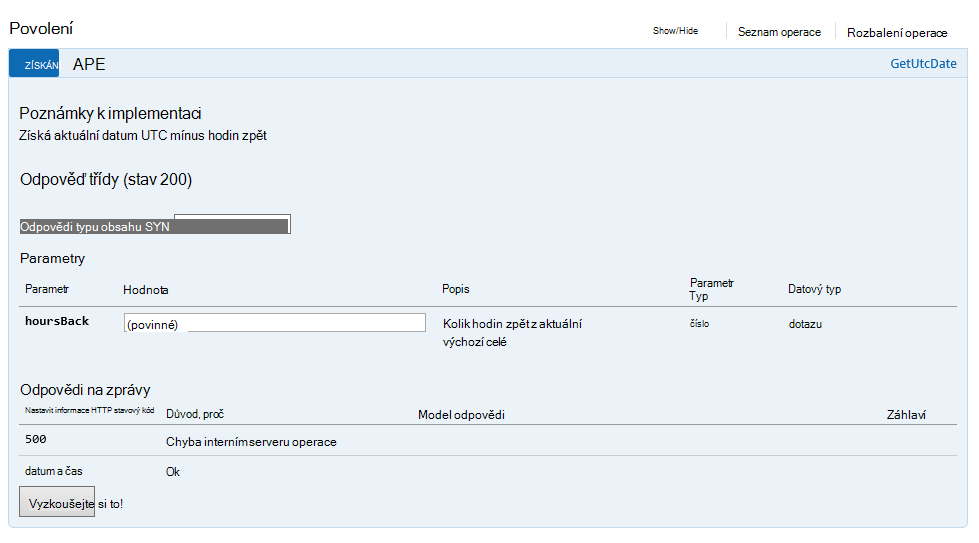 Povolení
Show/Hide Seznam operace Rozbalení operace
ZÍSKÁN APE GetUtcDate
Poznámky k implementaci
Získá aktuální datum UTC mínus hodin zpět
Odpověď třídy (stav 200)
Odpovědi typu obsahu SYN
Parametry
Parametr Hodnota Popis Parametr Typ Datový typ
hoursBack (povinné) Kolik hodin zpět z aktuální číslo dotazu
výchozí celé
Odpovědi na zprávy
Nastavit informace HTTP stavový kód Důvod, proč Model odpovědi Záhlaví
500 Chyba interním serveru operace
datum a čas Ok
Vyzkoušejte si to!